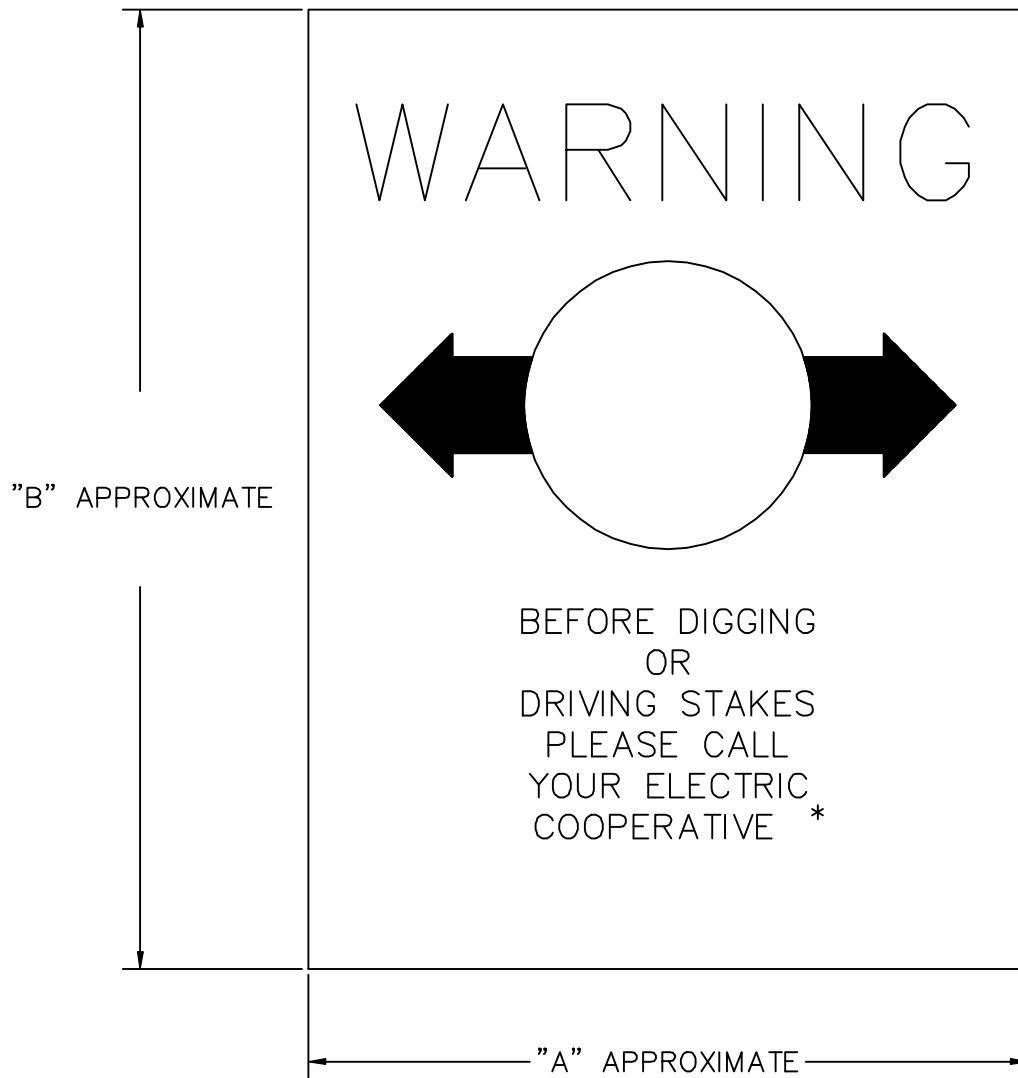 WARNING
"B" APPROXIMATE
BEFORE DIGGING
OR
DRIVING STAKES
PLEASE CALL
YOUR ELECTRIC
COOPERATIVE *
"A" APPROXIMATE